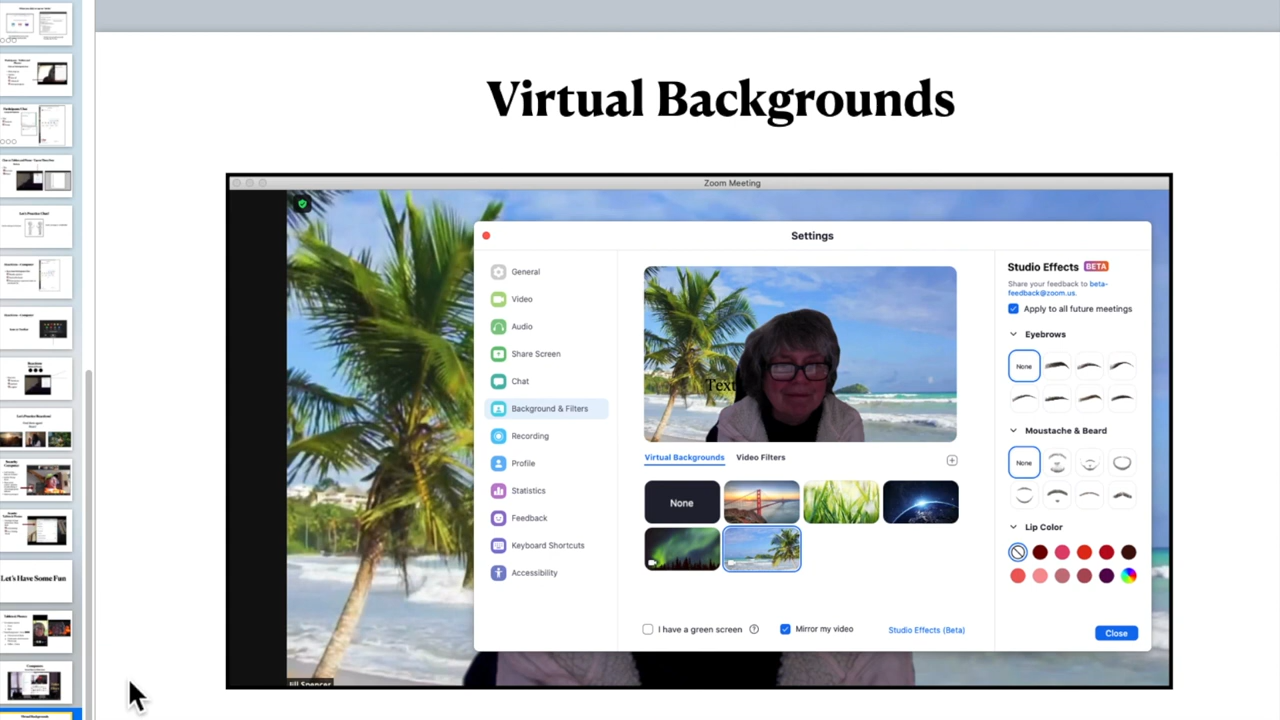 Virtual Backgrounds
Zoom Meeting
Settings
General
Video
Audio
Share Screen
Chat
Background & Filters
Recording
Profile
Statistics
Feedback
Keyboard Shortcuts
Accessibility
Text
Virtual Backgrounds Video Filters
None
I have a green screen ? Mirror my video Studio Effects (Beta)
Studio Effects BETA
Share your feedback to beta-
feedback@zoom.us.
Apply to all future meetings
Eyebrows
None
Moustache & Beard
None
Lip Color
Close
Jill Spencer
Let's Have Some Fun